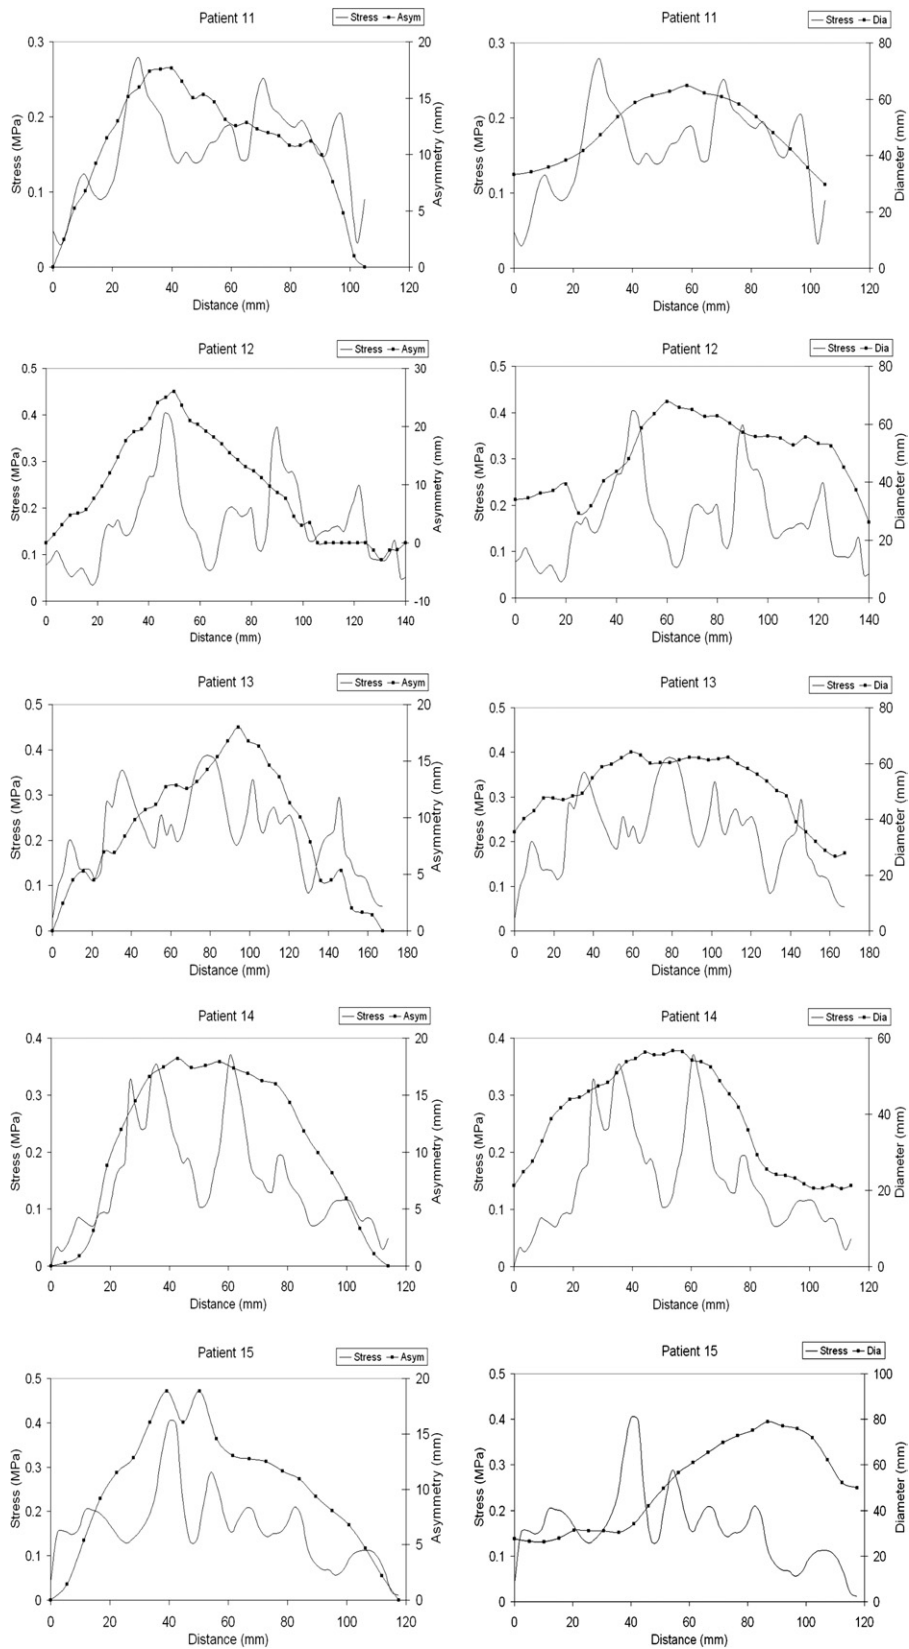 Patient 11
Stress Asym
0.3
0.2
0.1
0
20
15
10
5
0
0 20 40 60 80 100 120
Stress (MPa)
Asymmetry (mm)
Distance (mm)
Patient 11
Stress Dia
0.3
0.2
0.1
0
80
60
40
20
0
0 20 40 60 80 100 120
Stress (MPa)
Diameter (mm)
Distance (mm)
Patient 12
Stress Asym
0.5
0.4
0.3
0.2
0.1
0
30
20
10
0
-10
0 20 40 60 80 100 120 140
Stress (MPa)
Asymmetry (mm)
Distance (mm)
Patient 12
Stress Dia
0.5
0.4
0.3
0.2
0.1
0
80
60
40
20
0
0 20 40 60 80 100 120 140
Stress (MPa)
Diameter (mm)
Distance (mm)
Patient 13
Stress Asym
0.5
0.4
0.3
0.2
0.1
0
20
15
10
5
0
0 20 40 60 80 100 120 140 160 180
Stress (MPa)
Asymmetry (mm)
Distance (mm)
Patient 13
Stress Dia
0.5
0.4
0.3
0.2
0.1
0
80
60
40
20
0
0 20 40 60 80 100 120 140 160 180
Stress (MPa)
Diameter (mm)
Distance (mm)
Patient 14
Stress Asym
0.4
0.3
0.2
0.1
0
20
15
10
5
0
0 20 40 60 80 100 120
Stress (MPa)
Asymmetry (mm)
Distance (mm)
Patient 14
Stress Dia
0.4
0.3
0.2
0.1
0
60
40
20
0
0 20 40 60 80 100 120
Stress (MPa)
Diameter (mm)
Distance (mm)
Patient 15
Stress Asym
0.5
0.4
0.3
0.2
0.1
0
20
15
10
5
0
0 20 40 60 80 100 120
Stress (MPa)
Asymmetry (mm)
Distance (mm)
Patient 15
Stress Dia
0.5
0.4
0.3
0.2
0.1
0
100
80
60
40
20
0
0 20 40 60 80 100 120
Stress (MPa)
Diameter (mm)
Distance (mm)